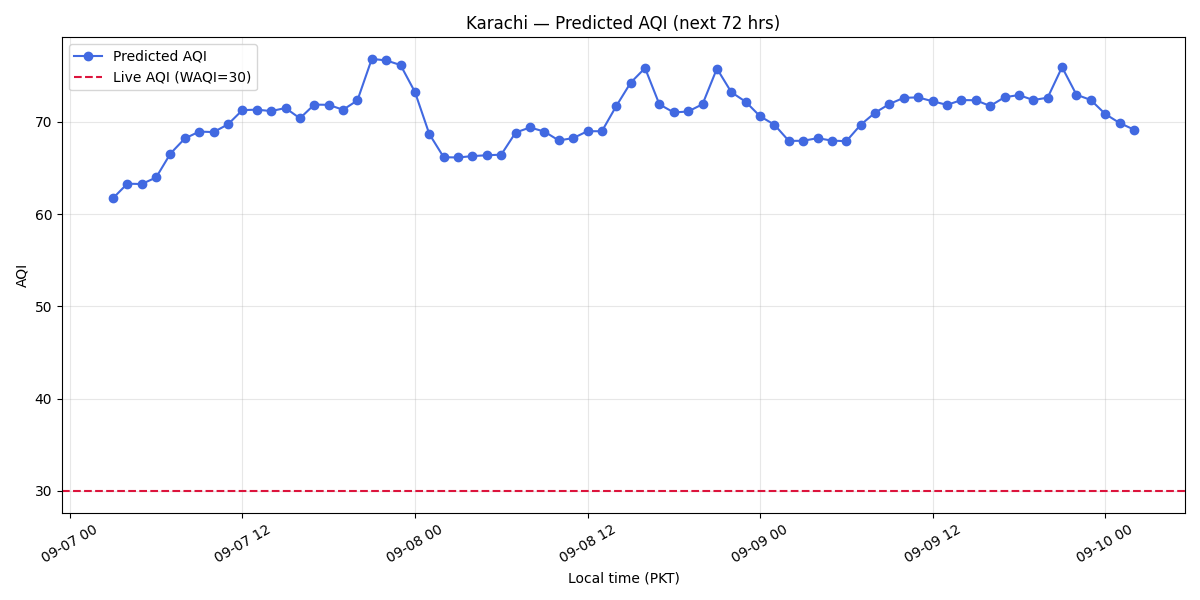 Karachi — Predicted AQI (next 72 hrs)
Predicted AQI
Live AQI (WAQI=30)
70
60
50
40
30
AQI
09-07 00
09-07 12
09-08 00
09-08 12
09-09 00
09-09 12
09-10 00
Local time (PKT)